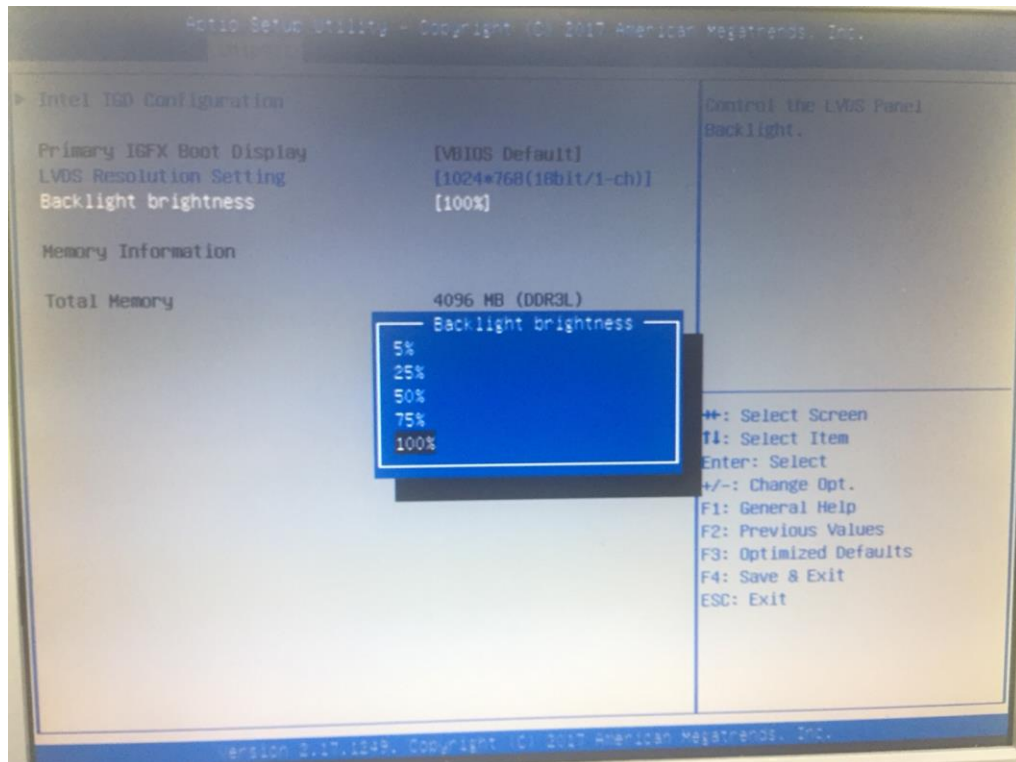 Aptio Setup Utility - Copyright (C) 2017 American Megatrends, Inc.
Intel IGD Configuration
Primary IGFX Boot Display [VBIOS Default]
LVDS Resolution Setting [1024*768(18bit/1-ch)]
Backlight brightness [100%]
Memory Information
Total Memory 4096 MB (DDR3L)
Backlight brightness
5%
25%
50%
75%
100%
Control the LVDS Panel
Backlight.
: Select Screen
↑↓: Select Item
Enter: Select
+/-: Change Opt.
F1: General Help
F2: Previous Values
F3: Optimized Defaults
F4: Save & Exit
ESC: Exit
Version 2.17.1249. Copyright (C) 2017 American Megatrends, Inc.